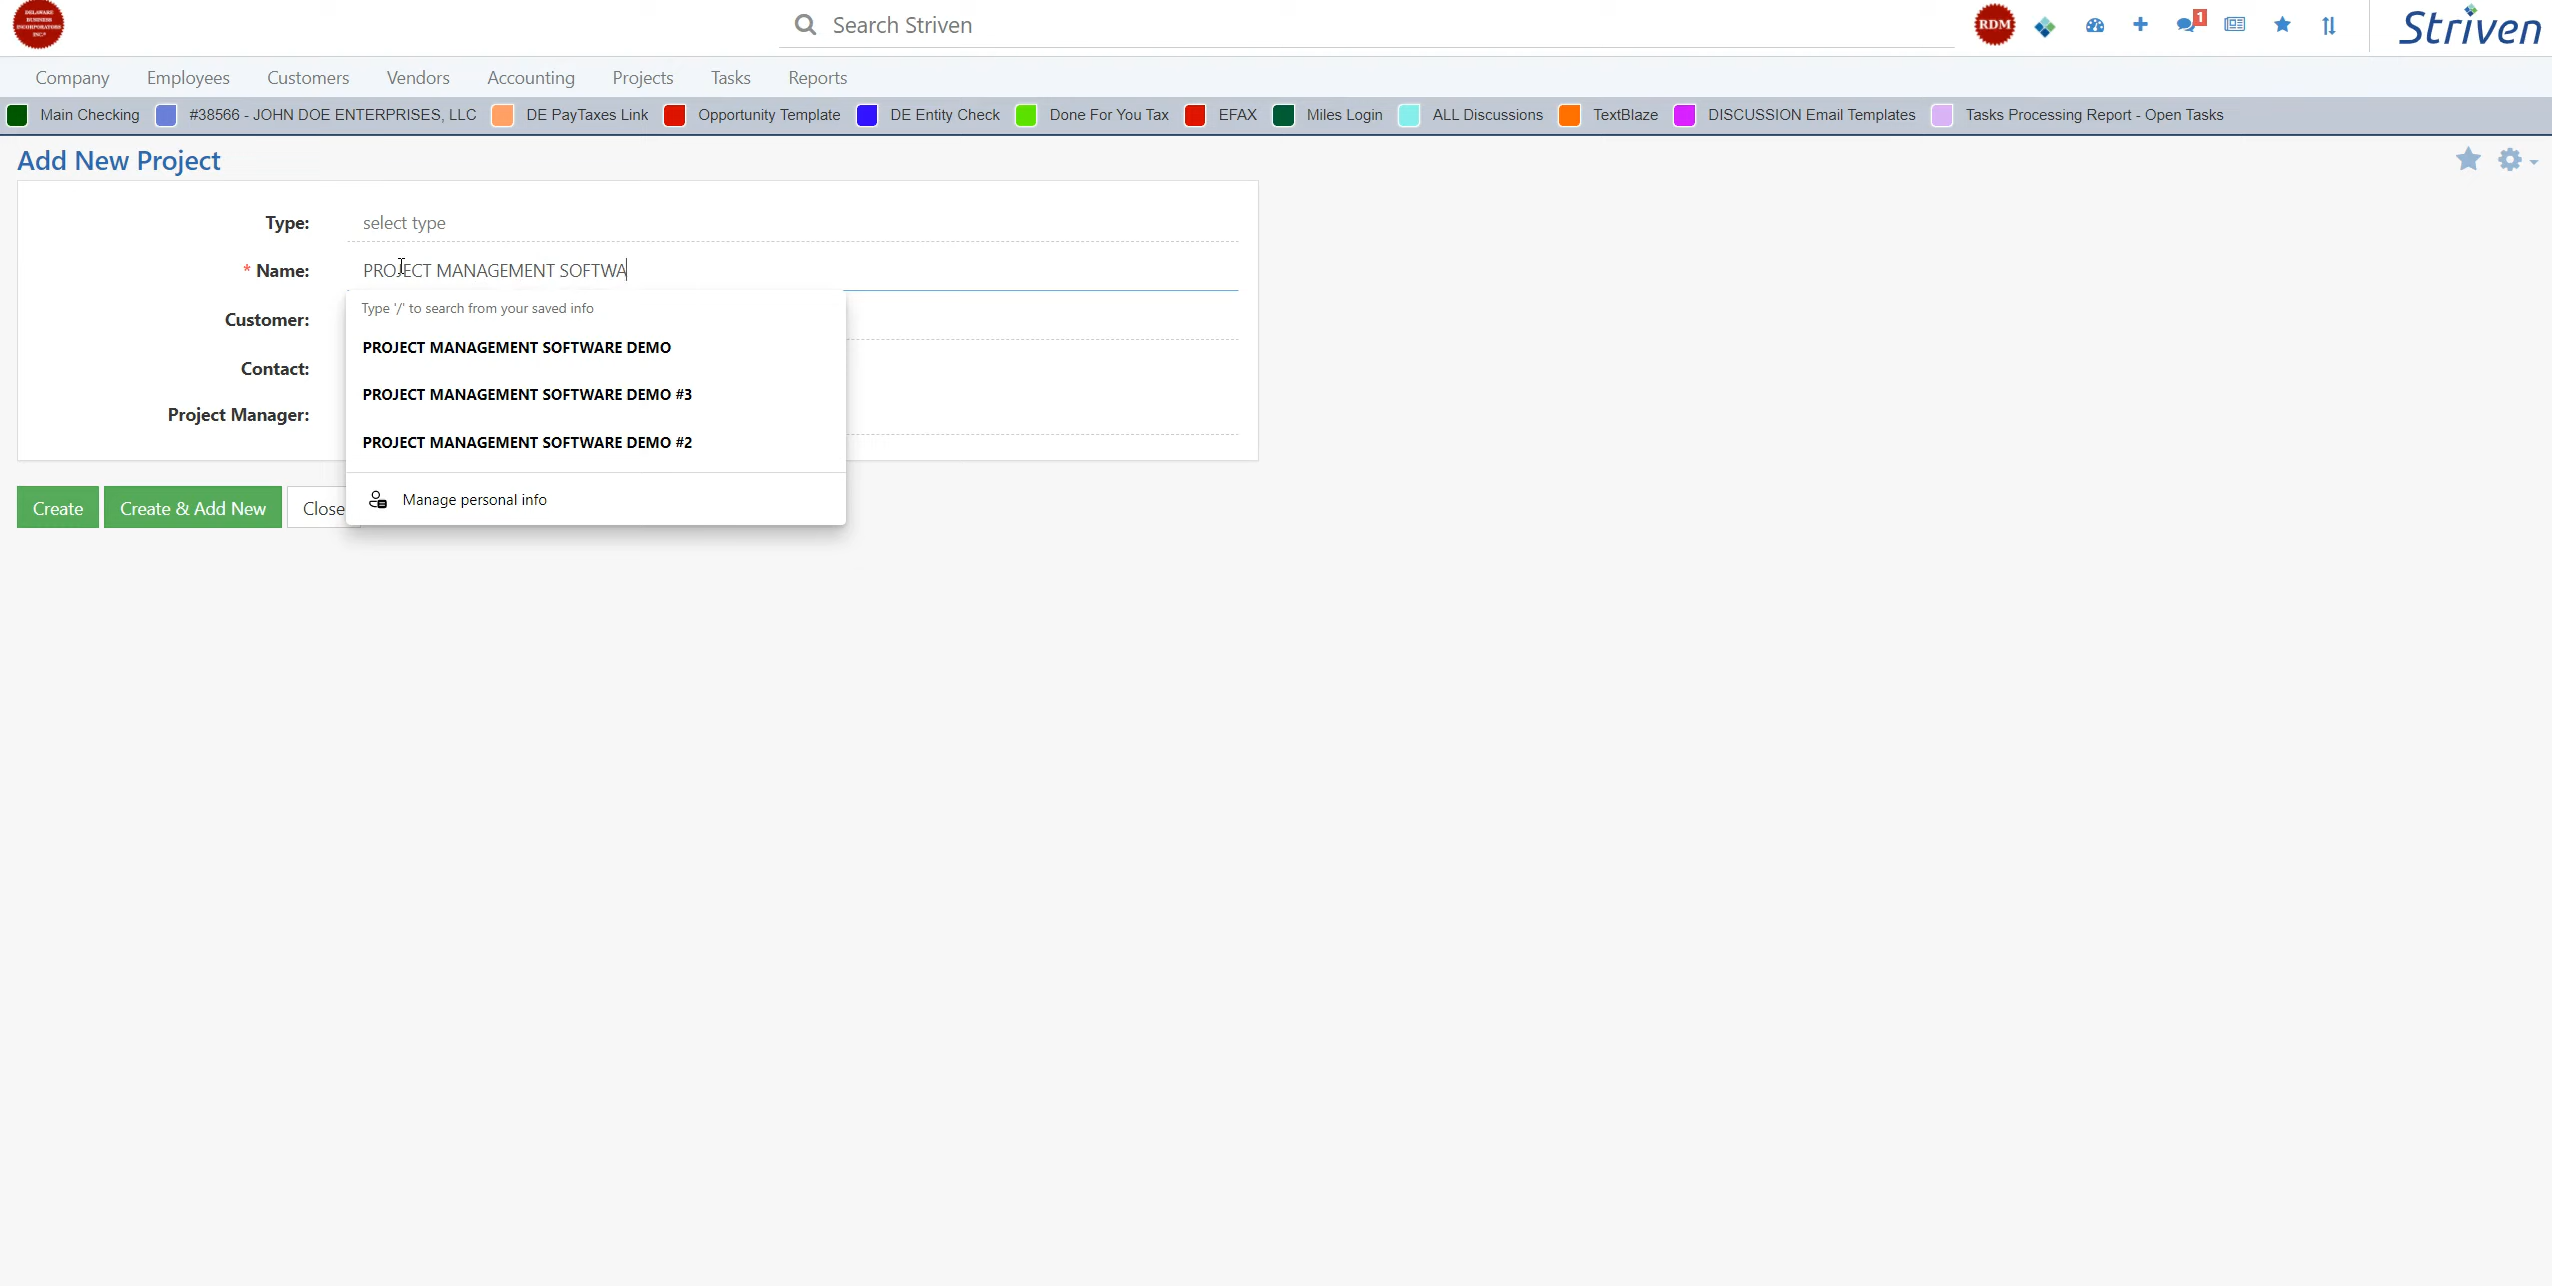 DELAWARE
BUSINESS
INCORPORATORS
INC.®
Search Striven
RDM
1
Striven
Company Employees Customers Vendors Accounting Projects Tasks Reports
Main Checking #38566 - JOHN DOE ENTERPRISES, LLC DE PayTaxes Link Opportunity Template DE Entity Check Done For You Tax EFAX Miles Login ALL Discussions TextBlaze DISCUSSION Email Templates Tasks Processing Report - Open Tasks
Add New Project
Type: select type
* Name: PROJECT MANAGEMENT SOFTWA
Type '/' to search from your saved info
Customer:
PROJECT MANAGEMENT SOFTWARE DEMO
Contact:
PROJECT MANAGEMENT SOFTWARE DEMO #3
Project Manager:
PROJECT MANAGEMENT SOFTWARE DEMO #2
Manage personal info
Create Create & Add New Close